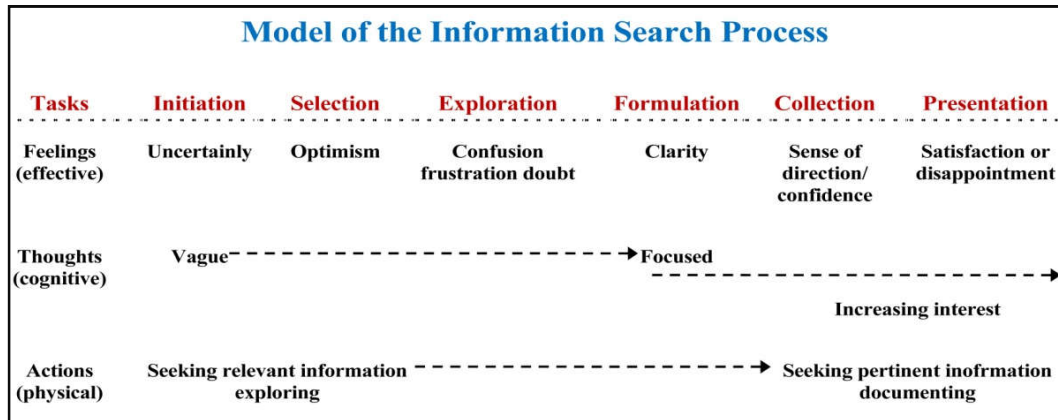 Model of the Information Search Process
Tasks Initiation Selection Exploration Formulation Collection Presentation
Feelings (effective) Uncertainly Optimism Confusion frustration doubt Clarity Sense of direction/ confidence Satisfaction or disappointment
Thoughts (cognitive) Vague Focused
Increasing interest
Actions (physical) Seeking relevant information exploring Seeking pertinent inofrmation documenting